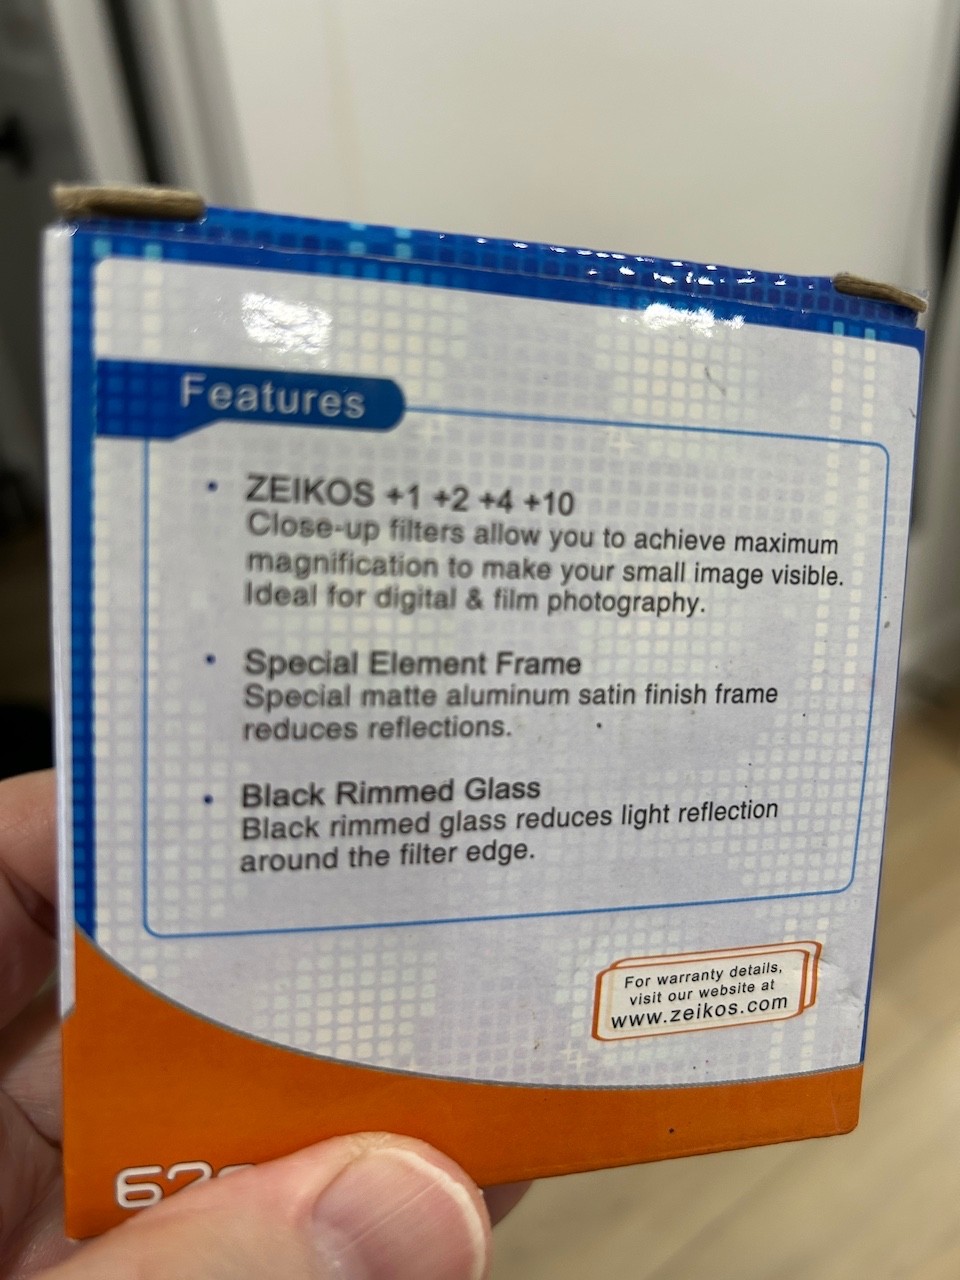 Features
• ZEIKOS +1 +2 +4 +10
Close-up filters allow you to achieve maximum
magnification to make your small image visible.
Ideal for digital & film photography.
• Special Element Frame
Special matte aluminum satin finish frame
reduces reflections.
• Black Rimmed Glass
Black rimmed glass reduces light reflection
around the filter edge.
For warranty details,
visit our website at
www.zeikos.com